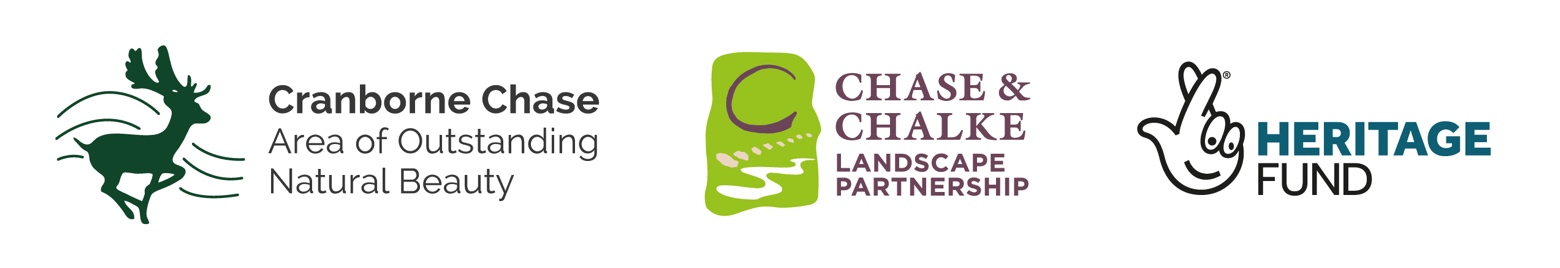 Cranborne Chase
Area of Outstanding
Natural Beauty
C
CHASE &
CHALKE
LANDSCAPE
PARTNERSHIP
®
HERITAGE
FUND